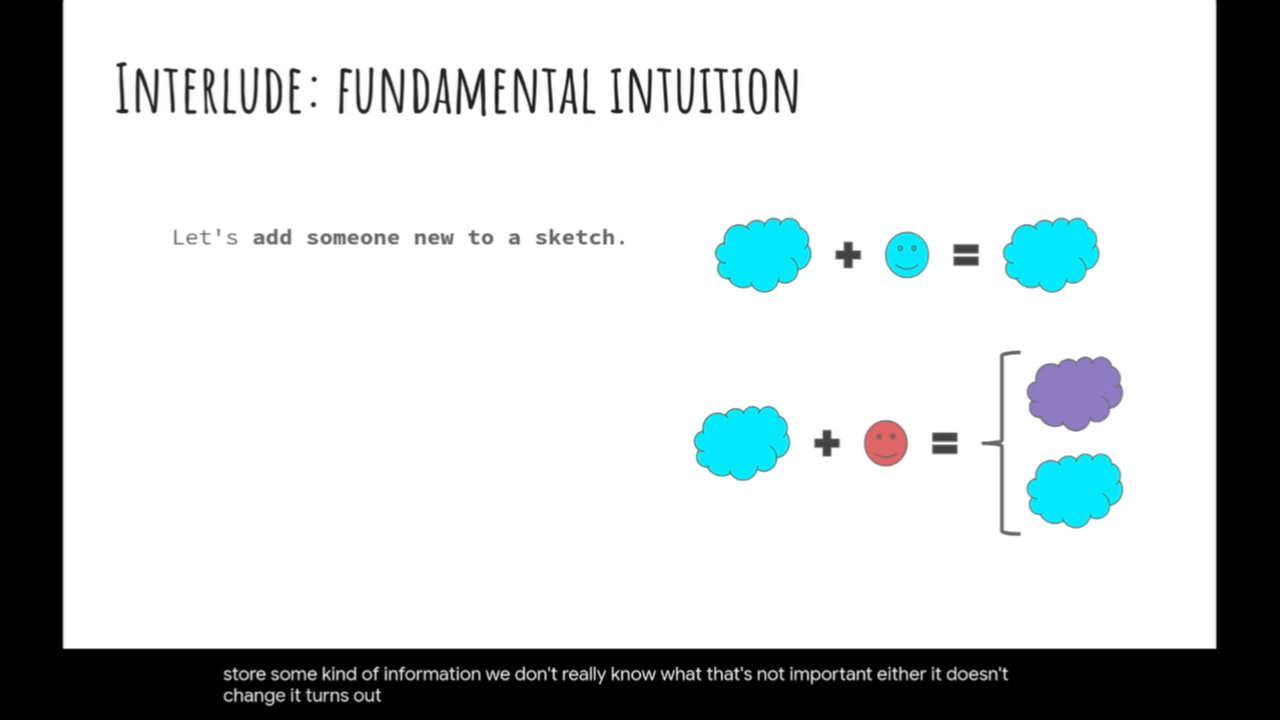 Interlude: fundamental intuition
Let's add someone new to a sketch.
store some kind of information we don't really know what that's not important either it doesn't
change it turns out